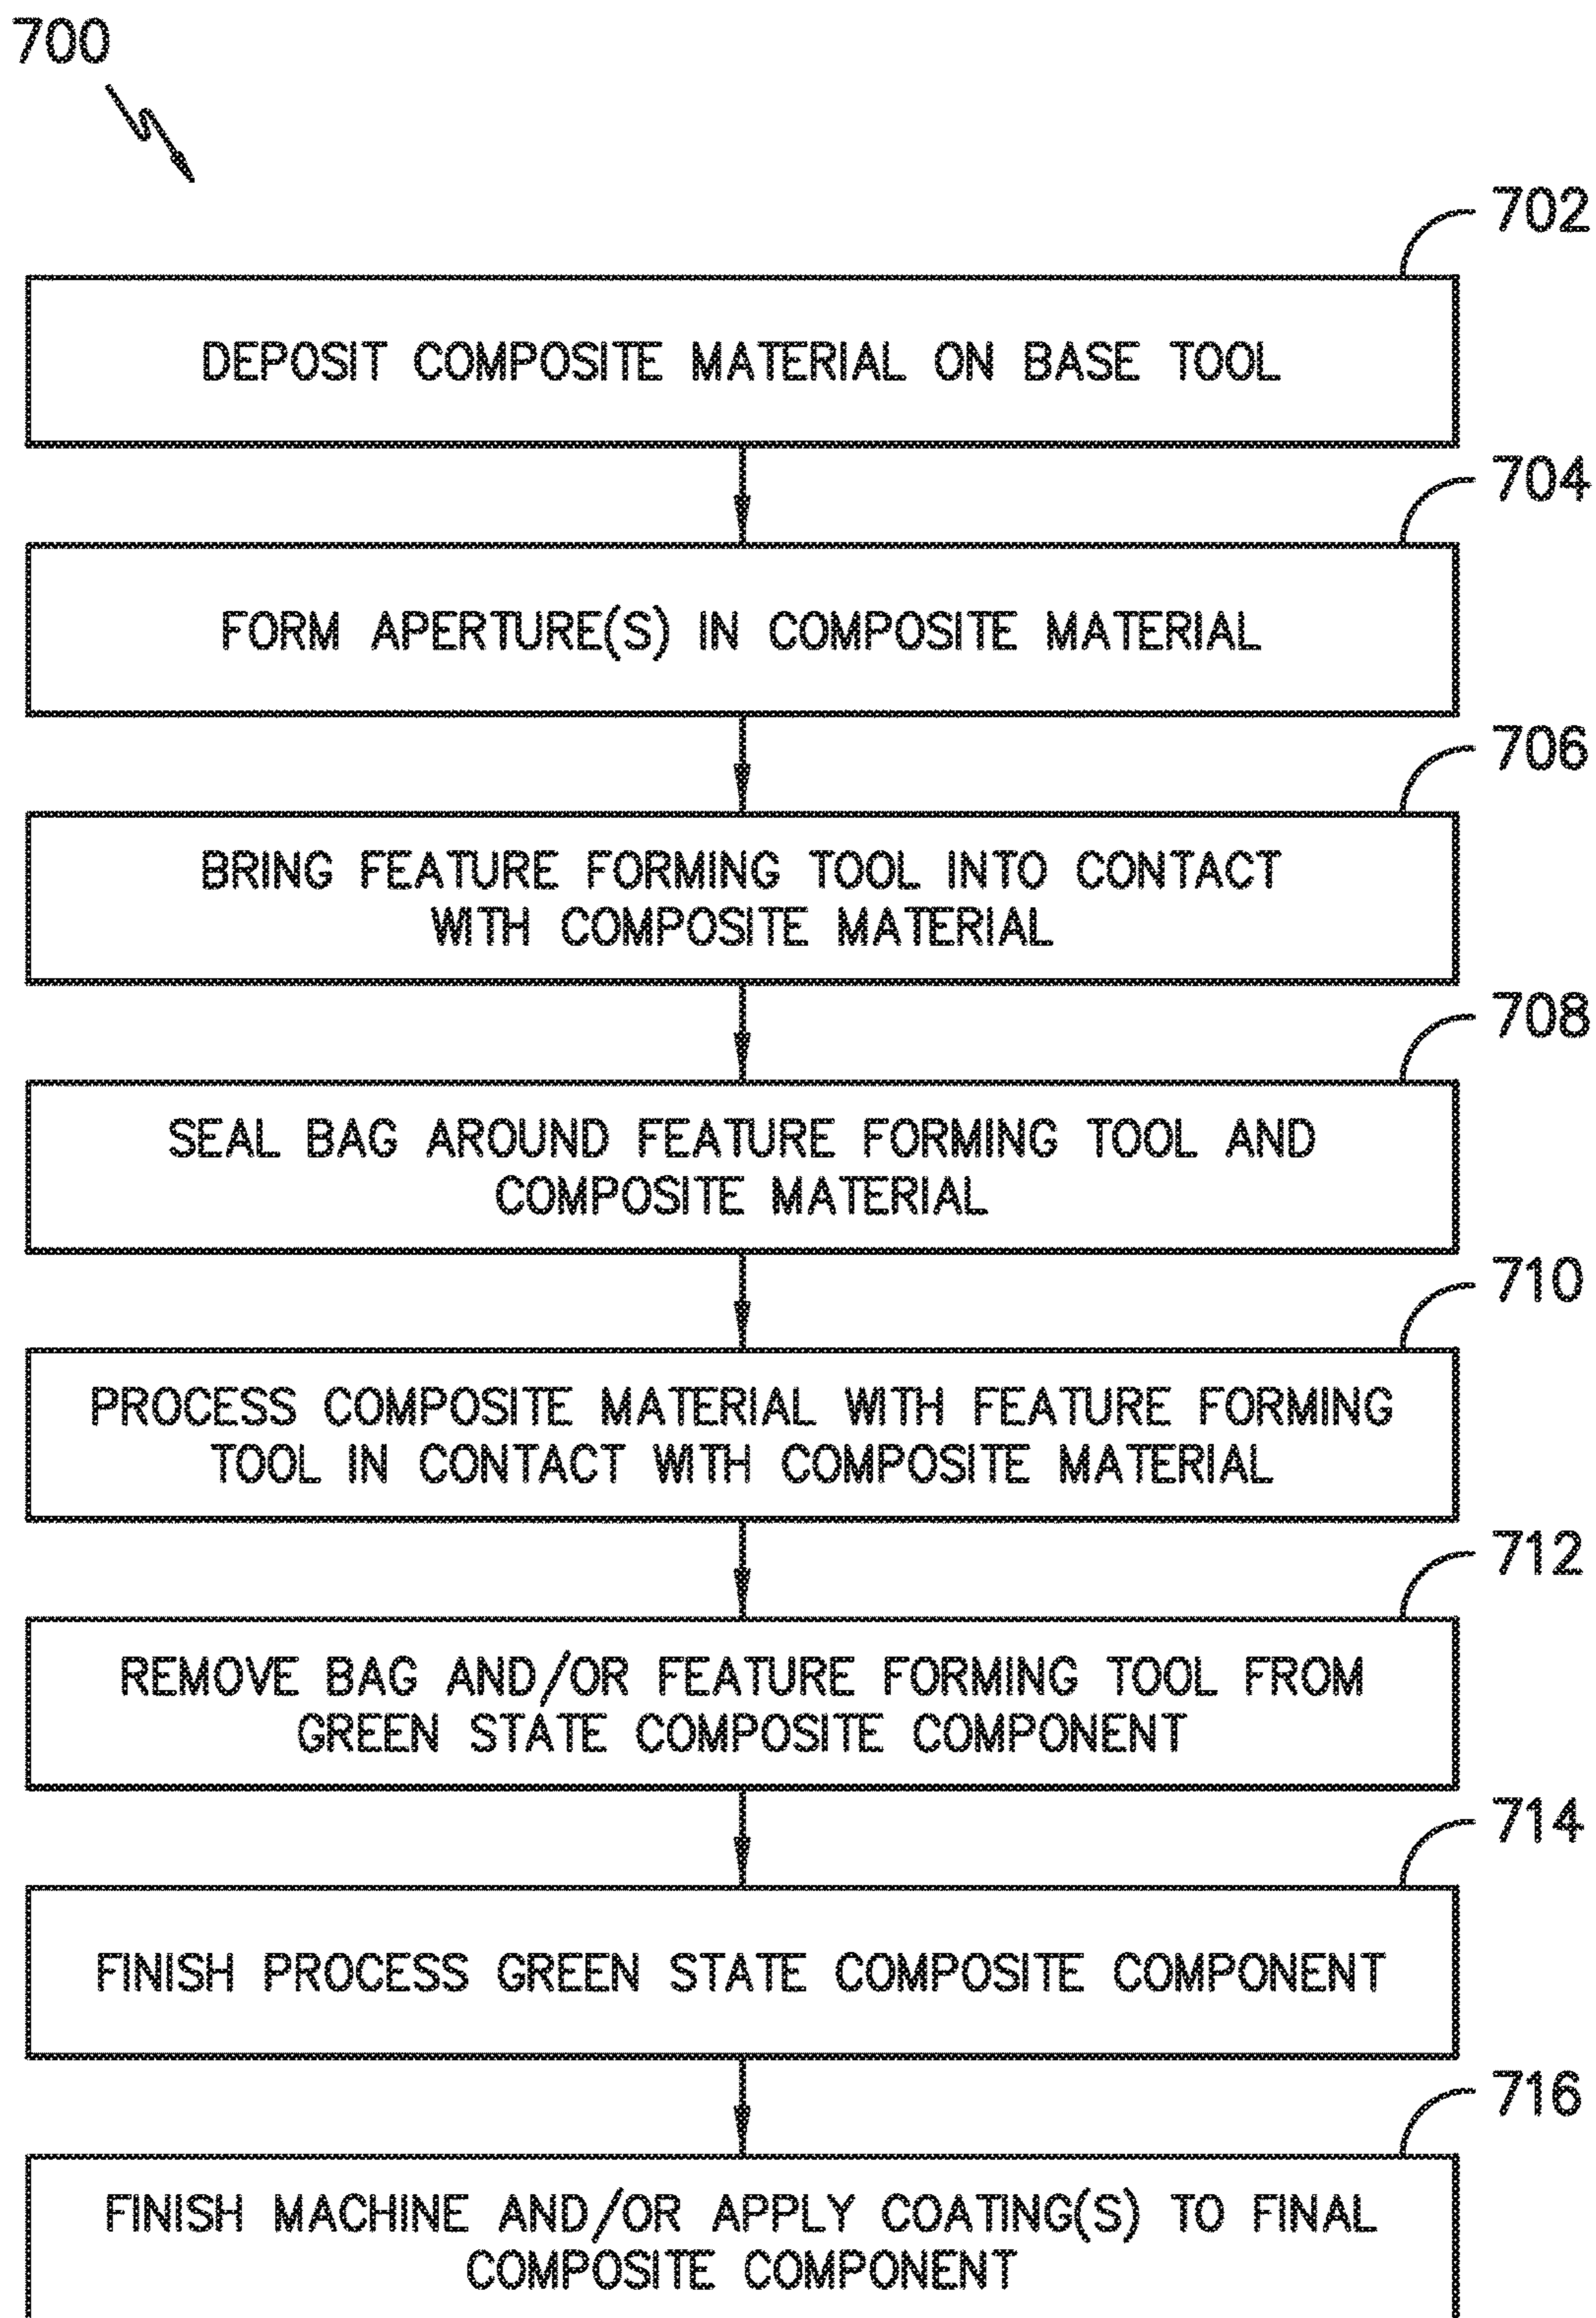 700
702
DEPOSIT COMPOSITE MATERIAL ON BASE TOOL
704
FORM APERTURE(S) IN COMPOSITE MATERIAL
706
BRING FEATURE FORMING TOOL INTO CONTACT
WITH COMPOSITE MATERIAL
708
SEAL BAG AROUND FEATURE FORMING TOOL AND
COMPOSITE MATERIAL
710
PROCESS COMPOSITE MATERIAL WITH FEATURE FORMING
TOOL IN CONTACT WITH COMPOSITE MATERIAL
712
REMOVE BAG AND/OR FEATURE FORMING TOOL FROM
GREEN STATE COMPOSITE COMPONENT
714
FINISH PROCESS GREEN STATE COMPOSITE COMPONENT
716
FINISH MACHINE AND/OR APPLY COATING(S) TO FINAL
COMPOSITE COMPONENT